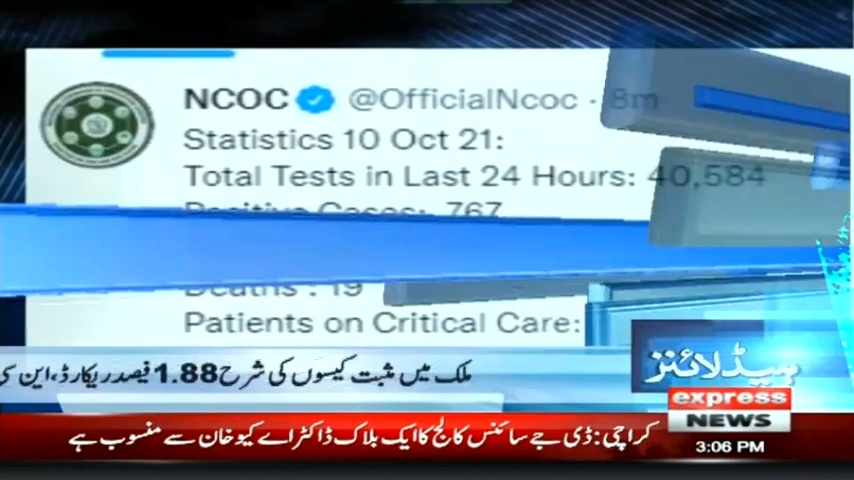 NCOC @OfficialNcoc · 8m
Statistics 10 Oct 21:
Total Tests in Last 24 Hours: 40,584
Positive Cases: 767
Deaths : 19
Patients on Critical Care:
ہیڈلائنز
ملک میں مثبت کیسوں کی شرح 1.88 فیصد ریکارڈ، این سی
express
NEWS
کراچی : ڈی جے سائنس کالج کا ایک بلاک ڈاکٹر اے کیو خان سے منسوب ہے
3:06 PM